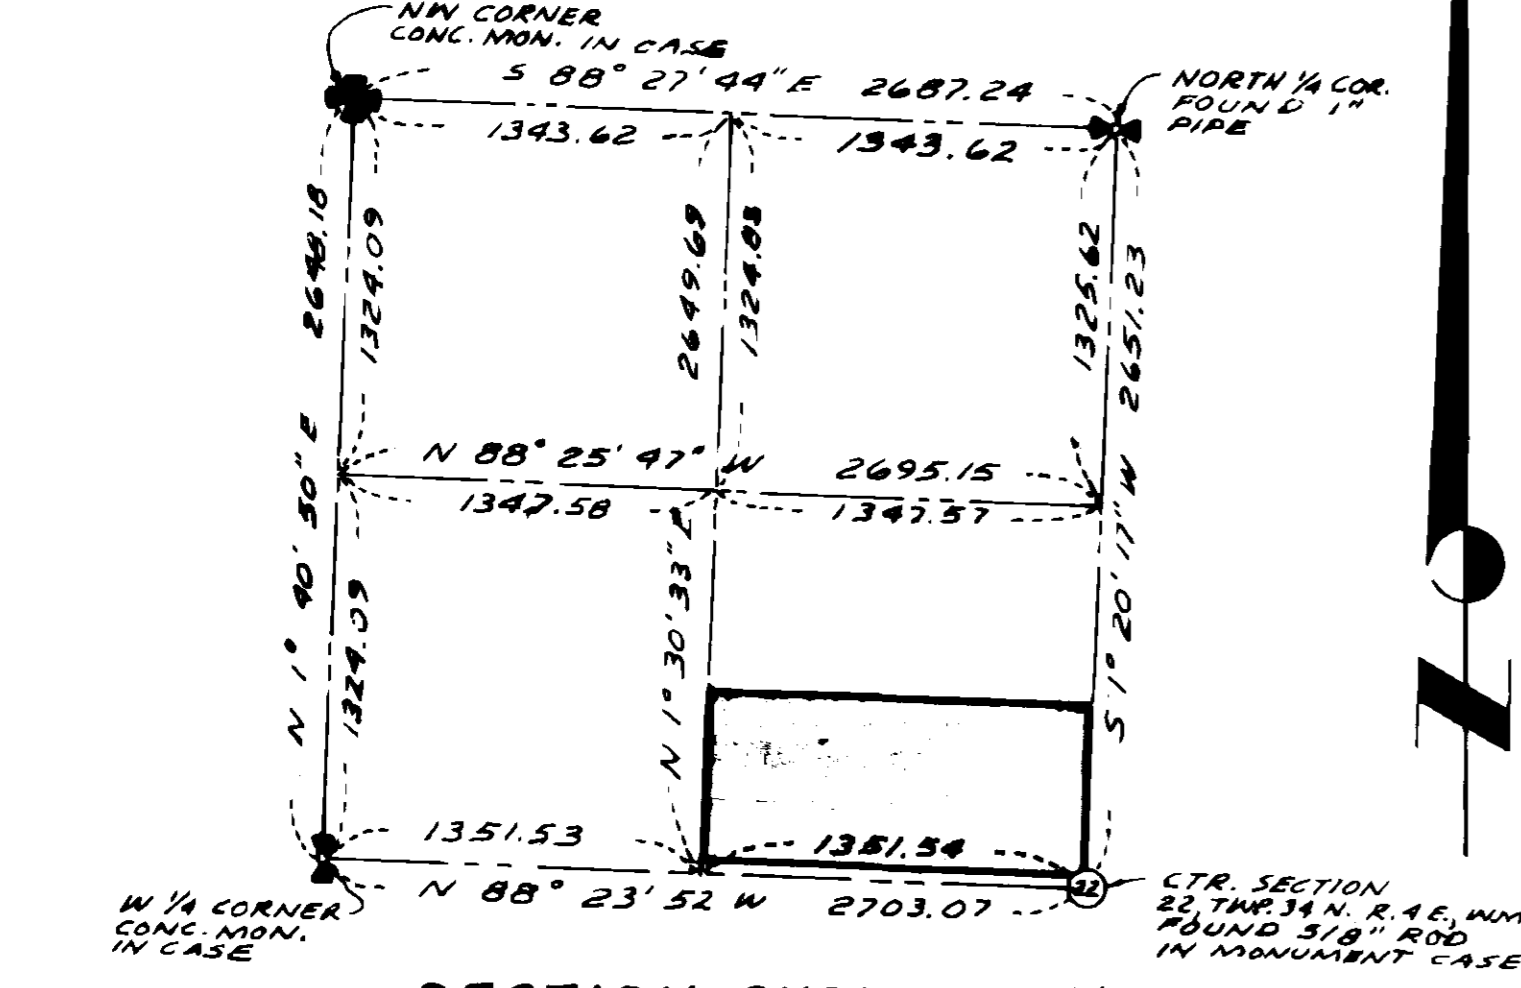 NW CORNER
CONC. MON. IN CASE
S 88° 27' 44" E 2687.24
NORTH 1/4 COR.
FOUND 1"
PIPE
1343.62
1343.62
2648.18
1324.09
2649.69
1325.62
2651.23
N 88° 25' 47" W 2695.15
1347.58
1347.57
N 1° 40' 50" E
1324.09
N 1° 30' 33" E
S 1° 20' 17" W
1351.53
1351.54
N 88° 23' 52 W 2703.07
22
W 1/4 CORNER
CONC. MON.
IN CASE
CTR. SECTION
22, TWP. 34 N. R. 4 E., W.M
FOUND 5/8" ROD
IN MONUMENT CASE